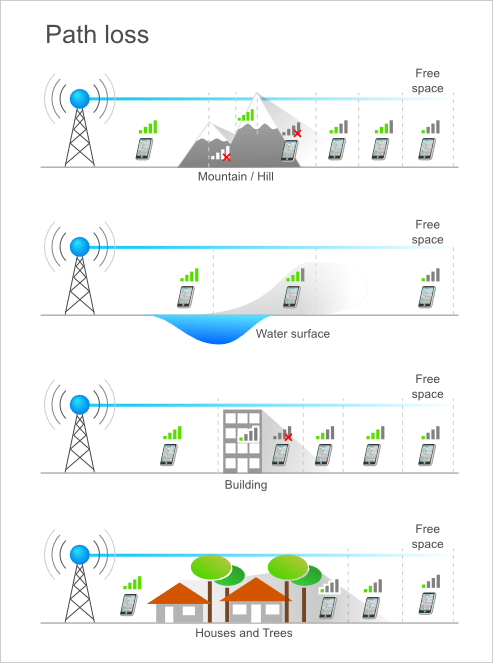 Path loss
Free
space
Mountain / Hill
Free
space
Water surface
Free
space
Building
Free
space
Houses and Trees